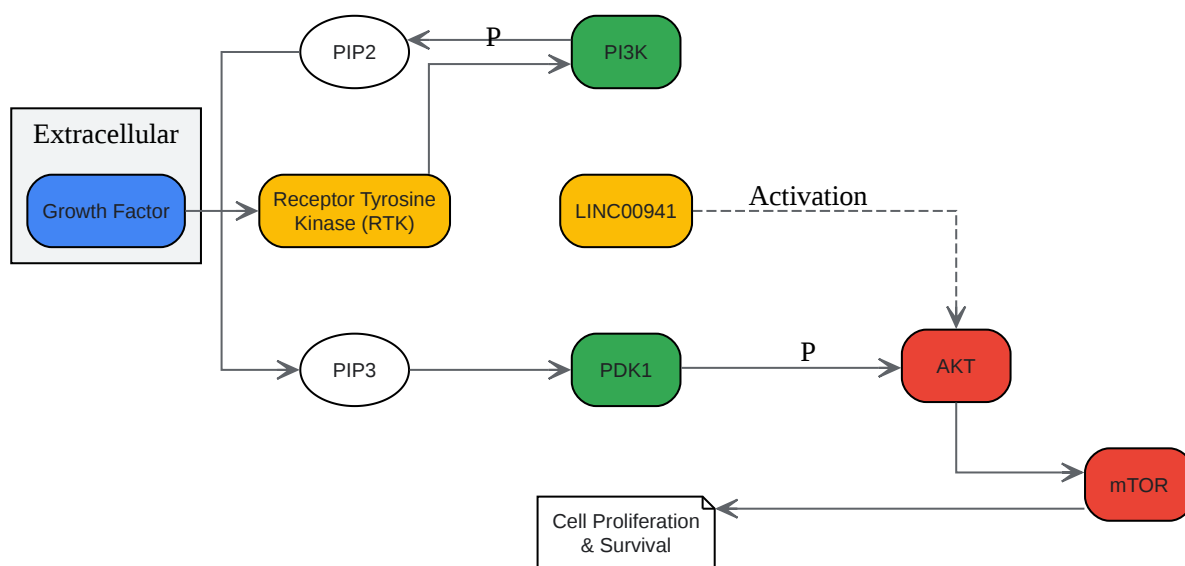 PIP2
P
PI3K
Extracellular
Growth Factor
Receptor Tyrosine
Kinase (RTK)
LINC00941
Activation
PIP3
PDK1
P
AKT
mTOR
Cell Proliferation
& Survival